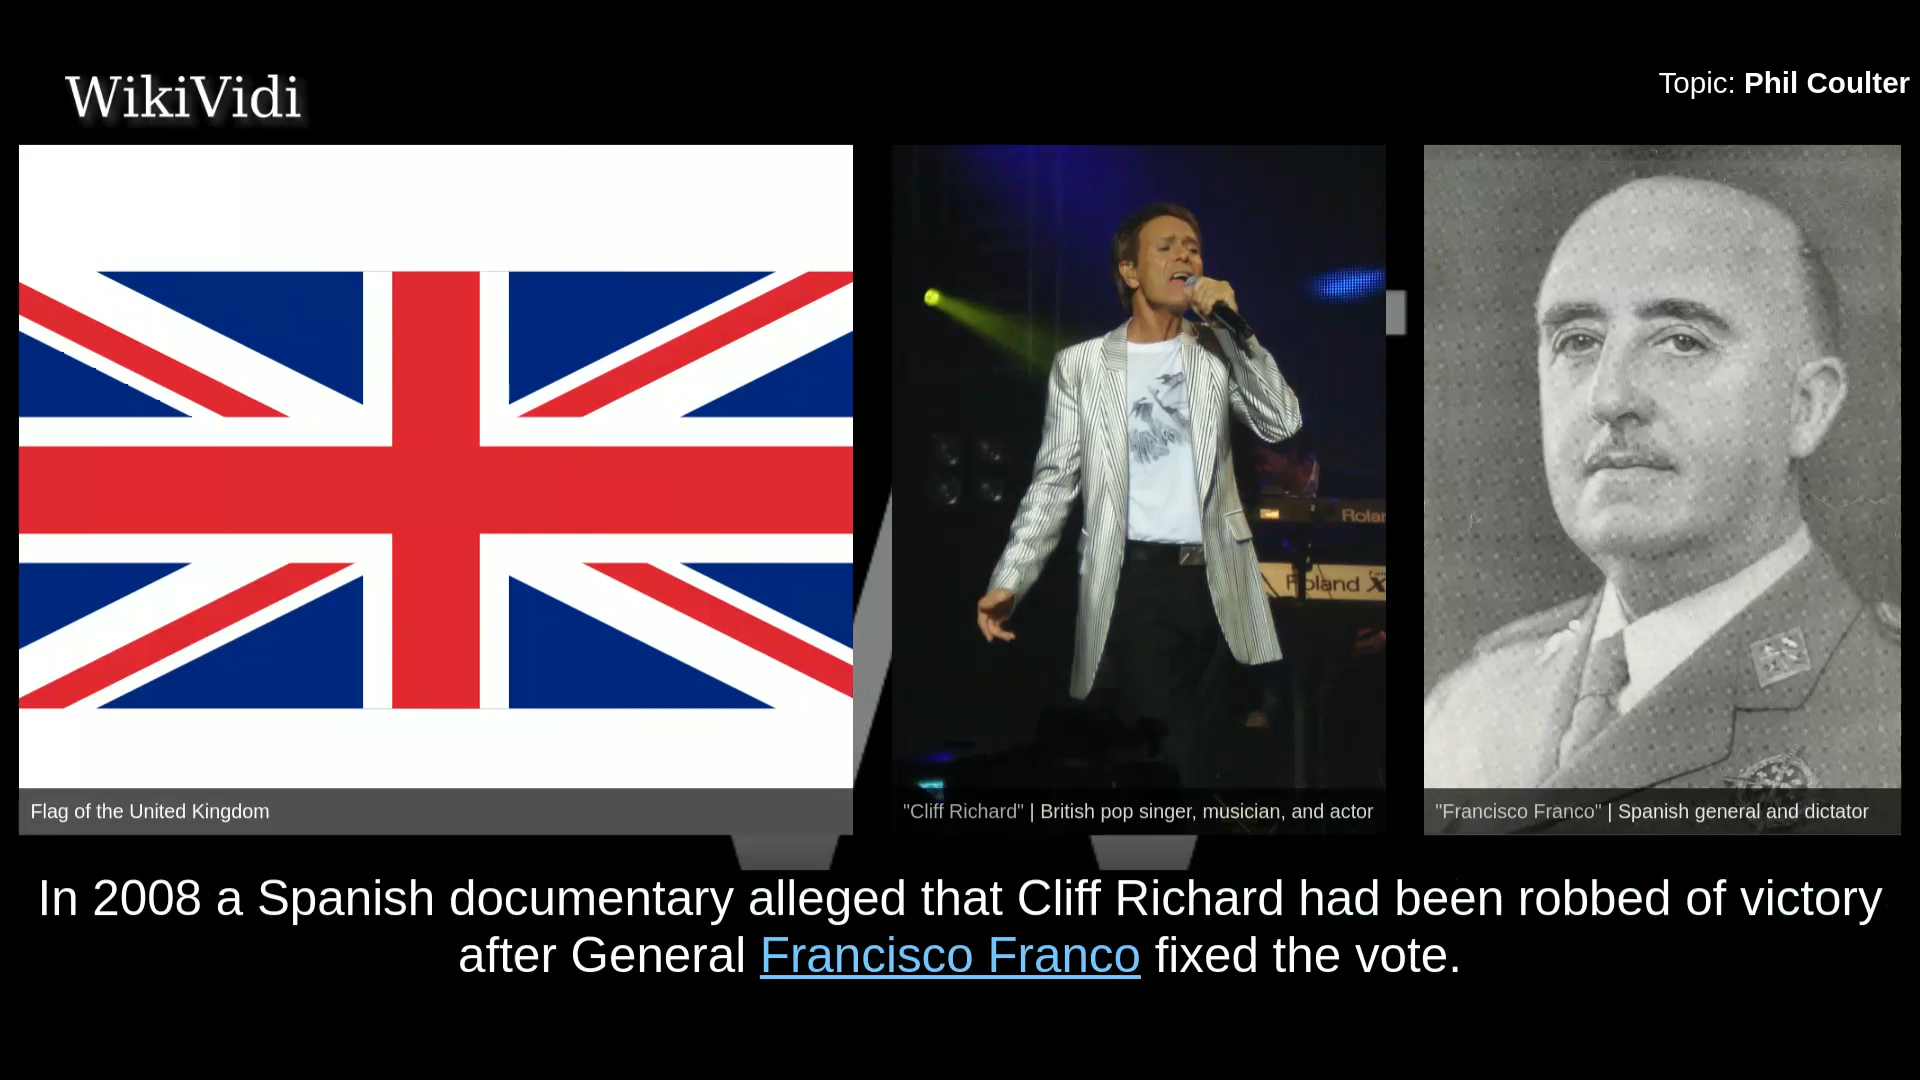 WikiVidi
Topic: Phil Coulter
Roland
Roland X
Flag of the United Kingdom
"Cliff Richard" | British pop singer, musician, and actor
"Francisco Franco" | Spanish general and dictator
In 2008 a Spanish documentary alleged that Cliff Richard had been robbed of victory
after General Francisco Franco fixed the vote.